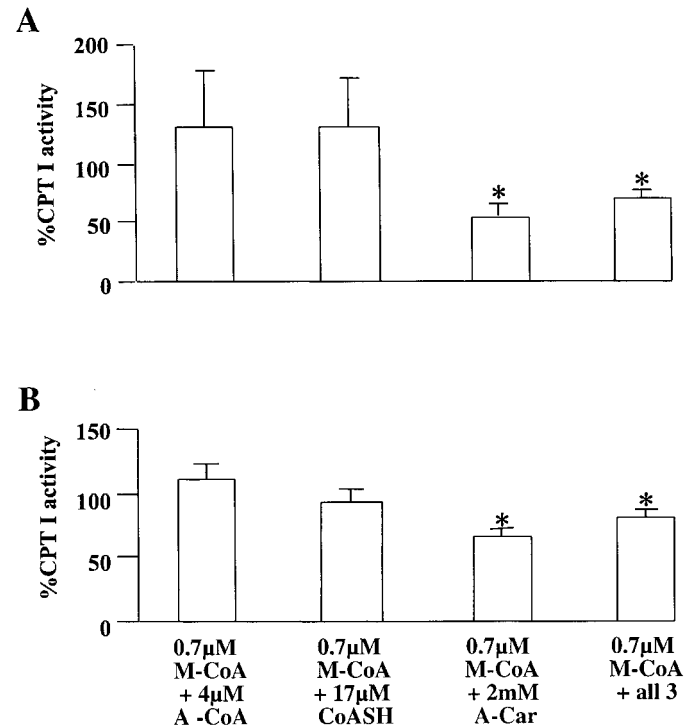 A
200
150
100
50
0
%CPT I activity
*
*
B
150
100
50
0
%CPT I activity
*
*
0.7µM
M-CoA
+ 4µM
A -CoA
0.7µM
M-CoA
+ 17µM
CoASH
0.7µM
M-CoA
+ 2mM
A-Car
0.7µM
M-CoA
+ all 3